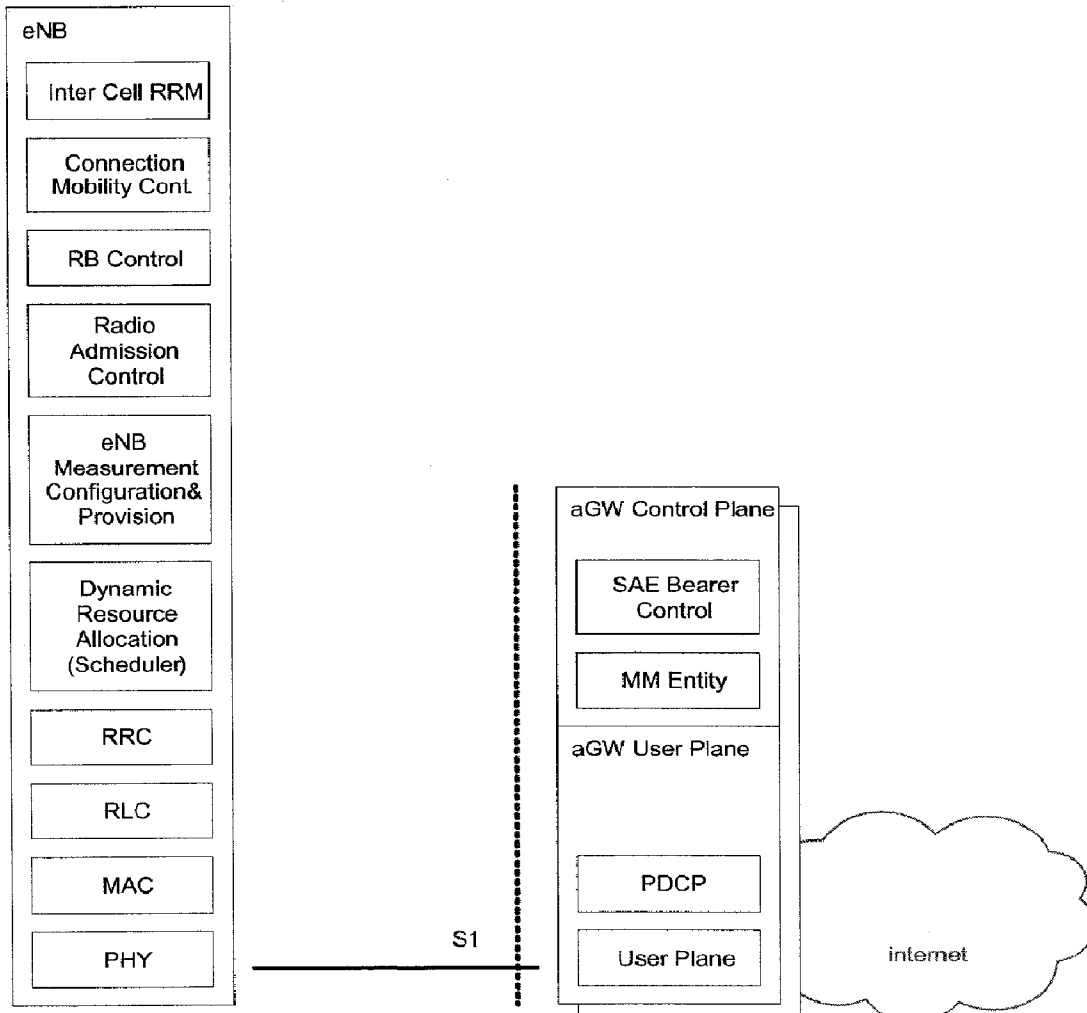 eNB
Inter Cell RRM
Connection
Mobility Cont.
RB Control
Radio
Admission
Control
eNB
Measurement
Configuration&
Provision
Dynamic
Resource
Allocation
(Scheduler)
RRC
RLC
MAC
PHY
S1
aGW Control Plane
SAE Bearer
Control
MM Entity
aGW User Plane
PDCP
User Plane
internet